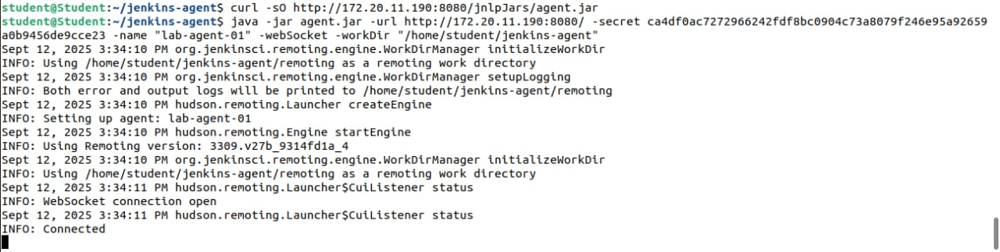 student@Student:~/jenkins-agent$ curl -sO http://172.20.11.190:8080/jnlpJars/agent.jar
student@Student:~/jenkins-agent$ java -jar agent.jar -url http://172.20.11.190:8080/ -secret ca4df0ac7272966242fdf8bc0904c73a8079f246e95a92659
a0b9456de9cce23 -name "lab-agent-01" -webSocket -workDir "/home/student/jenkins-agent"
Sept 12, 2025 3:34:10 PM org.jenkinsci.remoting.engine.WorkDirManager initializeWorkDir
INFO: Using /home/student/jenkins-agent/remoting as a remoting work directory
Sept 12, 2025 3:34:10 PM org.jenkinsci.remoting.engine.WorkDirManager setupLogging
INFO: Both error and output logs will be printed to /home/student/jenkins-agent/remoting
Sept 12, 2025 3:34:10 PM hudson.remoting.Launcher createEngine
INFO: Setting up agent: lab-agent-01
Sept 12, 2025 3:34:10 PM hudson.remoting.Engine startEngine
INFO: Using Remoting version: 3309.v27b_9314fd1a_4
Sept 12, 2025 3:34:10 PM org.jenkinsci.remoting.engine.WorkDirManager initializeWorkDir
INFO: Using /home/student/jenkins-agent/remoting as a remoting work directory
Sept 12, 2025 3:34:11 PM hudson.remoting.Launcher$CuiListener status
INFO: WebSocket connection open
Sept 12, 2025 3:34:11 PM hudson.remoting.Launcher$CuiListener status
INFO: Connected